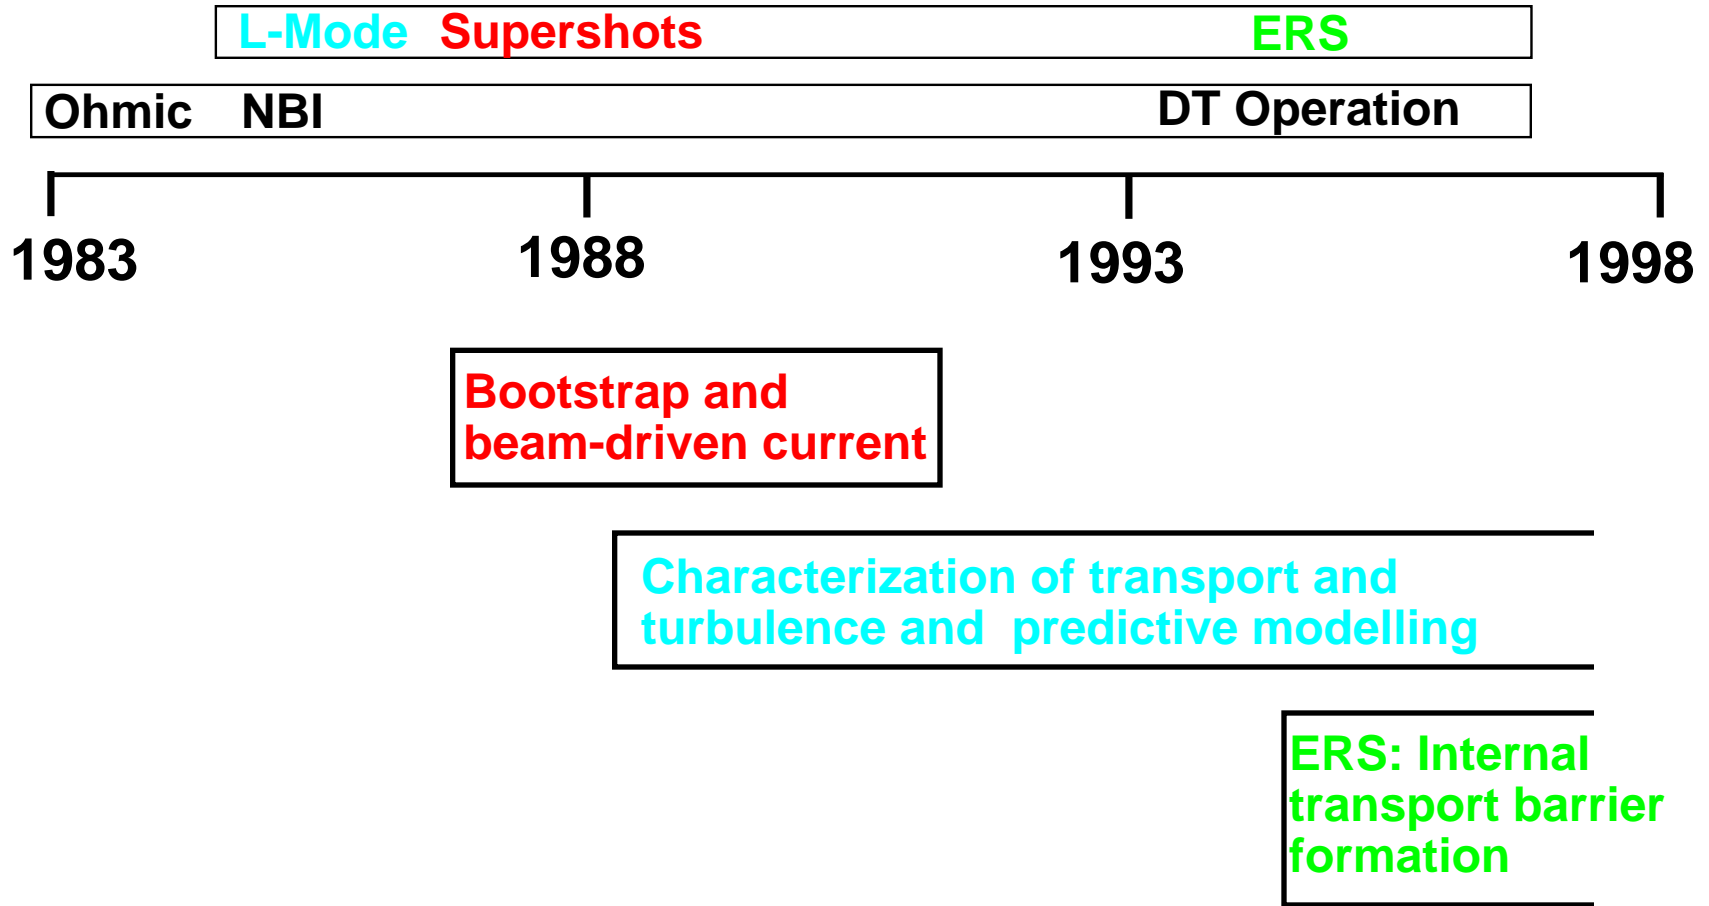 L-Mode Supershots ERS
Ohmic NBI DT Operation
1983 1988 1993 1998
Bootstrap and
beam-driven current
Characterization of transport and
turbulence and  predictive modelling
ERS: Internal
transport barrier
formation